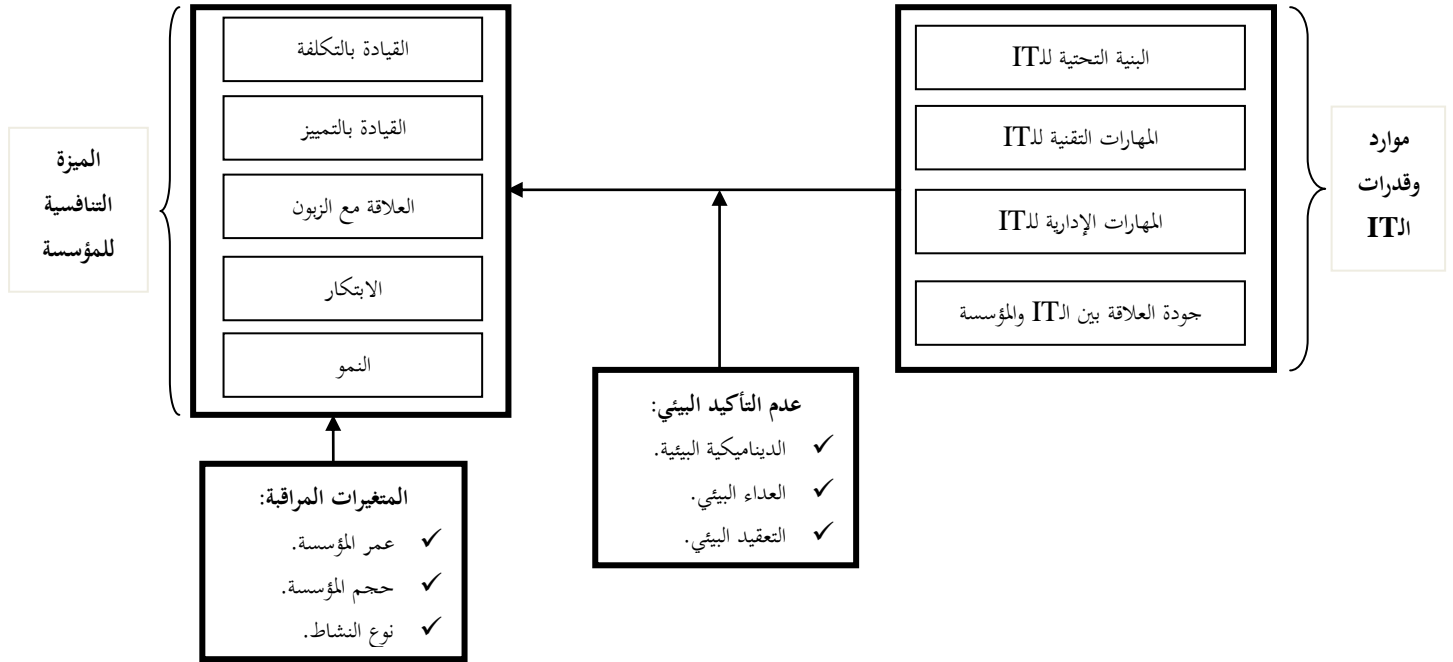 موارد
وقدرات
الـIT
البنية التحتية للـIT
المهارات التقنية للـIT
المهارات الإدارية للـIT
جودة العلاقة بين الـIT والمؤسسة
القيادة بالتكلفة
القيادة بالتمييز
العلاقة مع الزبون
الابتكار
النمو
الميزة
التنافسية
للمؤسسة
عدم التأكيد البيئي:
✓ الديناميكية البيئية.
✓ العداء البيئي.
✓ التعقيد البيئي.
المتغيرات المراقبة:
✓ عمر المؤسسة.
✓ حجم المؤسسة.
✓ نوع النشاط.